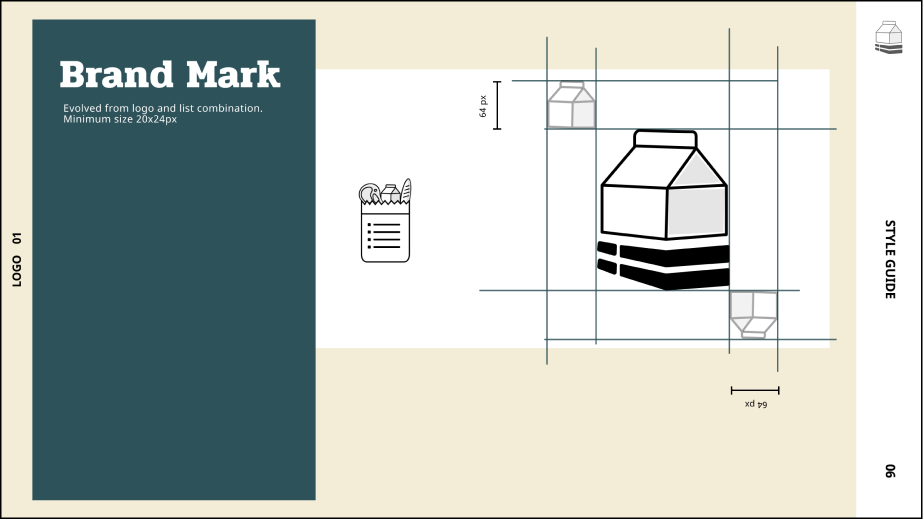 Brand Mark
Evolved from logo and list combination.
Minimum size 20x24px
LOGO 01
64 px
64 px
STYLE GUIDE
06